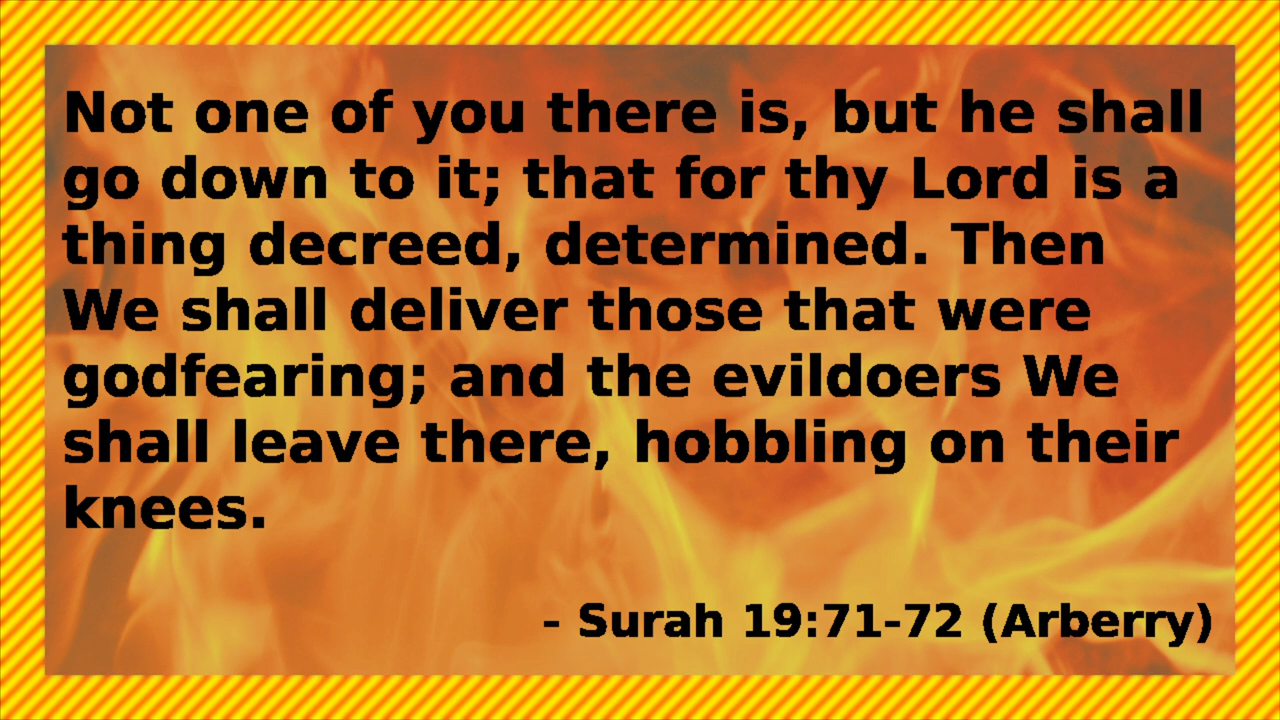 Not one of you there is, but he shall
go down to it; that for thy Lord is a
thing decreed, determined. Then
We shall deliver those that were
godfearing; and the evildoers We
shall leave there, hobbling on their
knees.
- Surah 19:71-72 (Arberry)